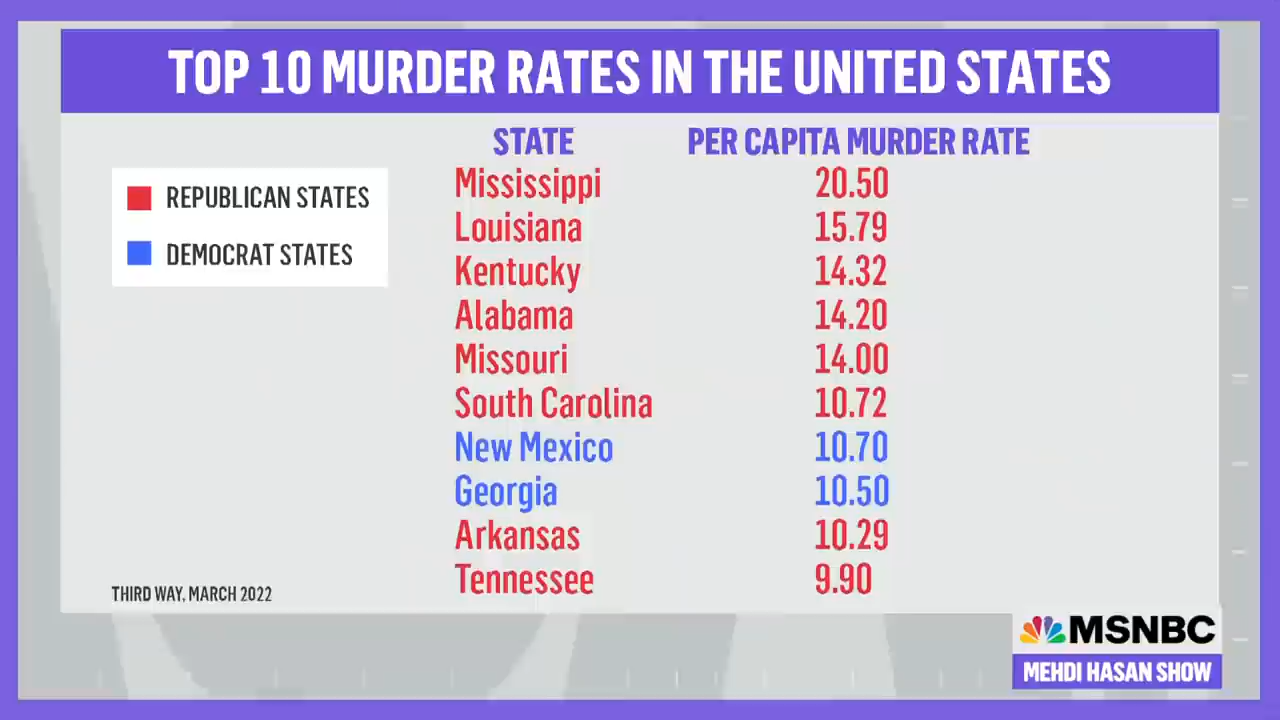 TOP 10 MURDER RATES IN THE UNITED STATES
STATE PER CAPITA MURDER RATE
REPUBLICAN STATES
DEMOCRAT STATES
Mississippi 20.50
Louisiana 15.79
Kentucky 14.32
Alabama 14.20
Missouri 14.00
South Carolina 10.72
New Mexico 10.70
Georgia 10.50
Arkansas 10.29
Tennessee 9.90
THIRD WAY, MARCH 2022
MSNBC
MEHDI HASAN SHOW